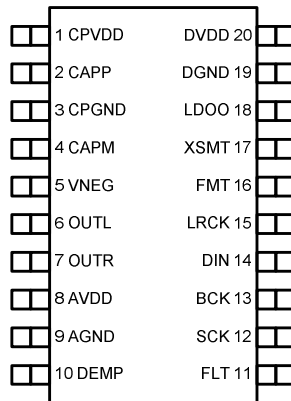 1 CPVDD DVDD 20
2 CAPP DGND 19
3 CPGND LDOO 18
4 CAPM XSMT 17
5 VNEG FMT 16
6 OUTL LRCK 15
7 OUTR DIN 14
8 AVDD BCK 13
9 AGND SCK 12
10 DEMP FLT 11